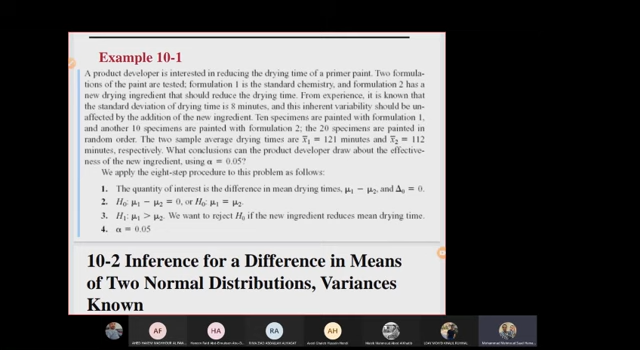 Example 10-1
A product developer is interested in reducing the drying time of a primer paint. Two formula-
tions of the paint are tested; formulation 1 is the standard chemistry, and formulation 2 has a
new drying ingredient that should reduce the drying time. From experience, it is known that
the standard deviation of drying time is 8 minutes, and this inherent variability should be un-
affected by the addition of the new ingredient. Ten specimens are painted with formulation 1,
and another 10 specimens are painted with formulation 2; the 20 specimens are painted in
random order. The two sample average drying times are x̄₁ = 121 minutes and x̄₂ = 112
minutes, respectively. What conclusions can the product developer draw about the effective-
ness of the new ingredient, using α = 0.05?
We apply the eight-step procedure to this problem as follows:
1. The quantity of interest is the difference in mean drying times, μ₁ − μ₂, and Δ₀ = 0.
2. H₀: μ₁ − μ₂ = 0, or H₀: μ₁ = μ₂.
3. H₁: μ₁ > μ₂. We want to reject H₀ if the new ingredient reduces mean drying time.
4. α = 0.05
10-2 Inference for a Difference in Means
of Two Normal Distributions, Variances
Known
AF HA RA AH